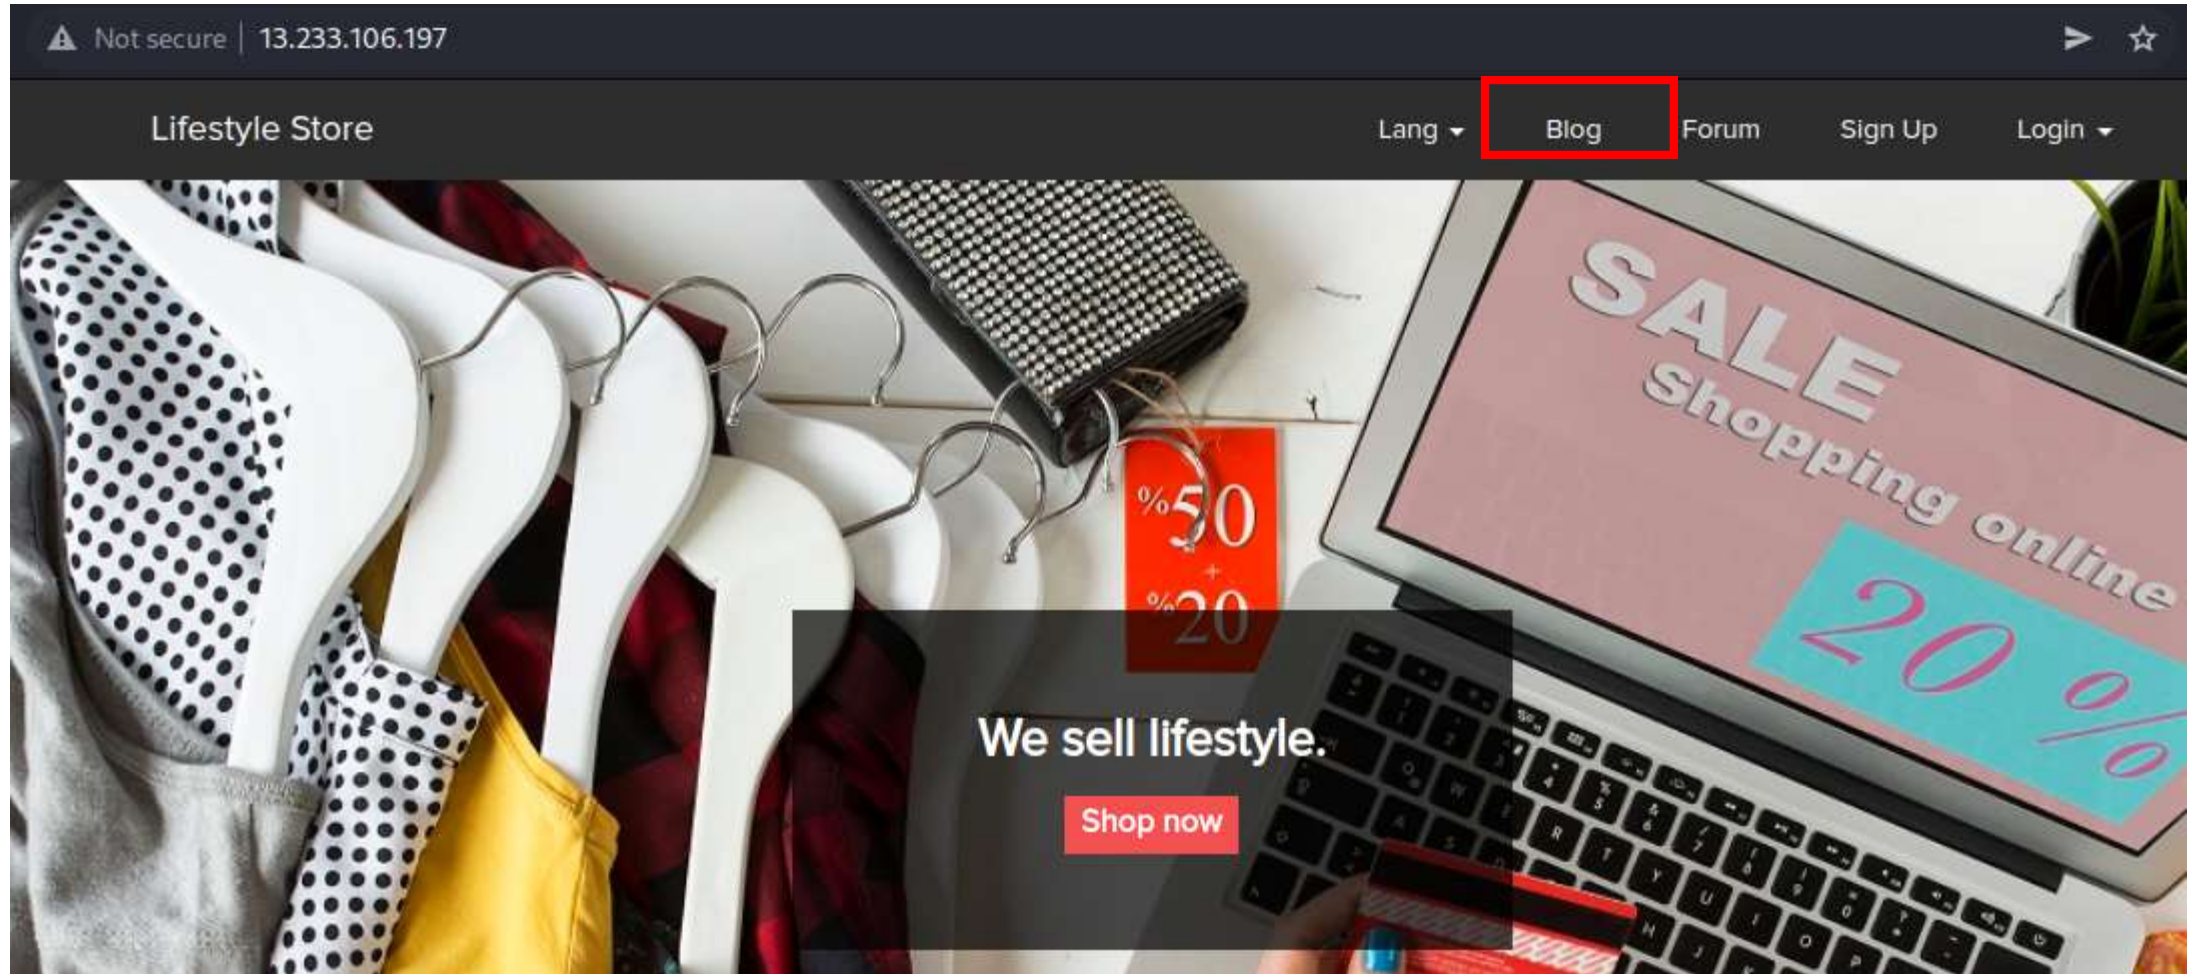 Not secure | 13.233.106.197
Lifestyle Store Lang Blog Forum Sign Up Login
SALE
Shopping online
20 %
%50
+
%20
We sell lifestyle.
Shop now